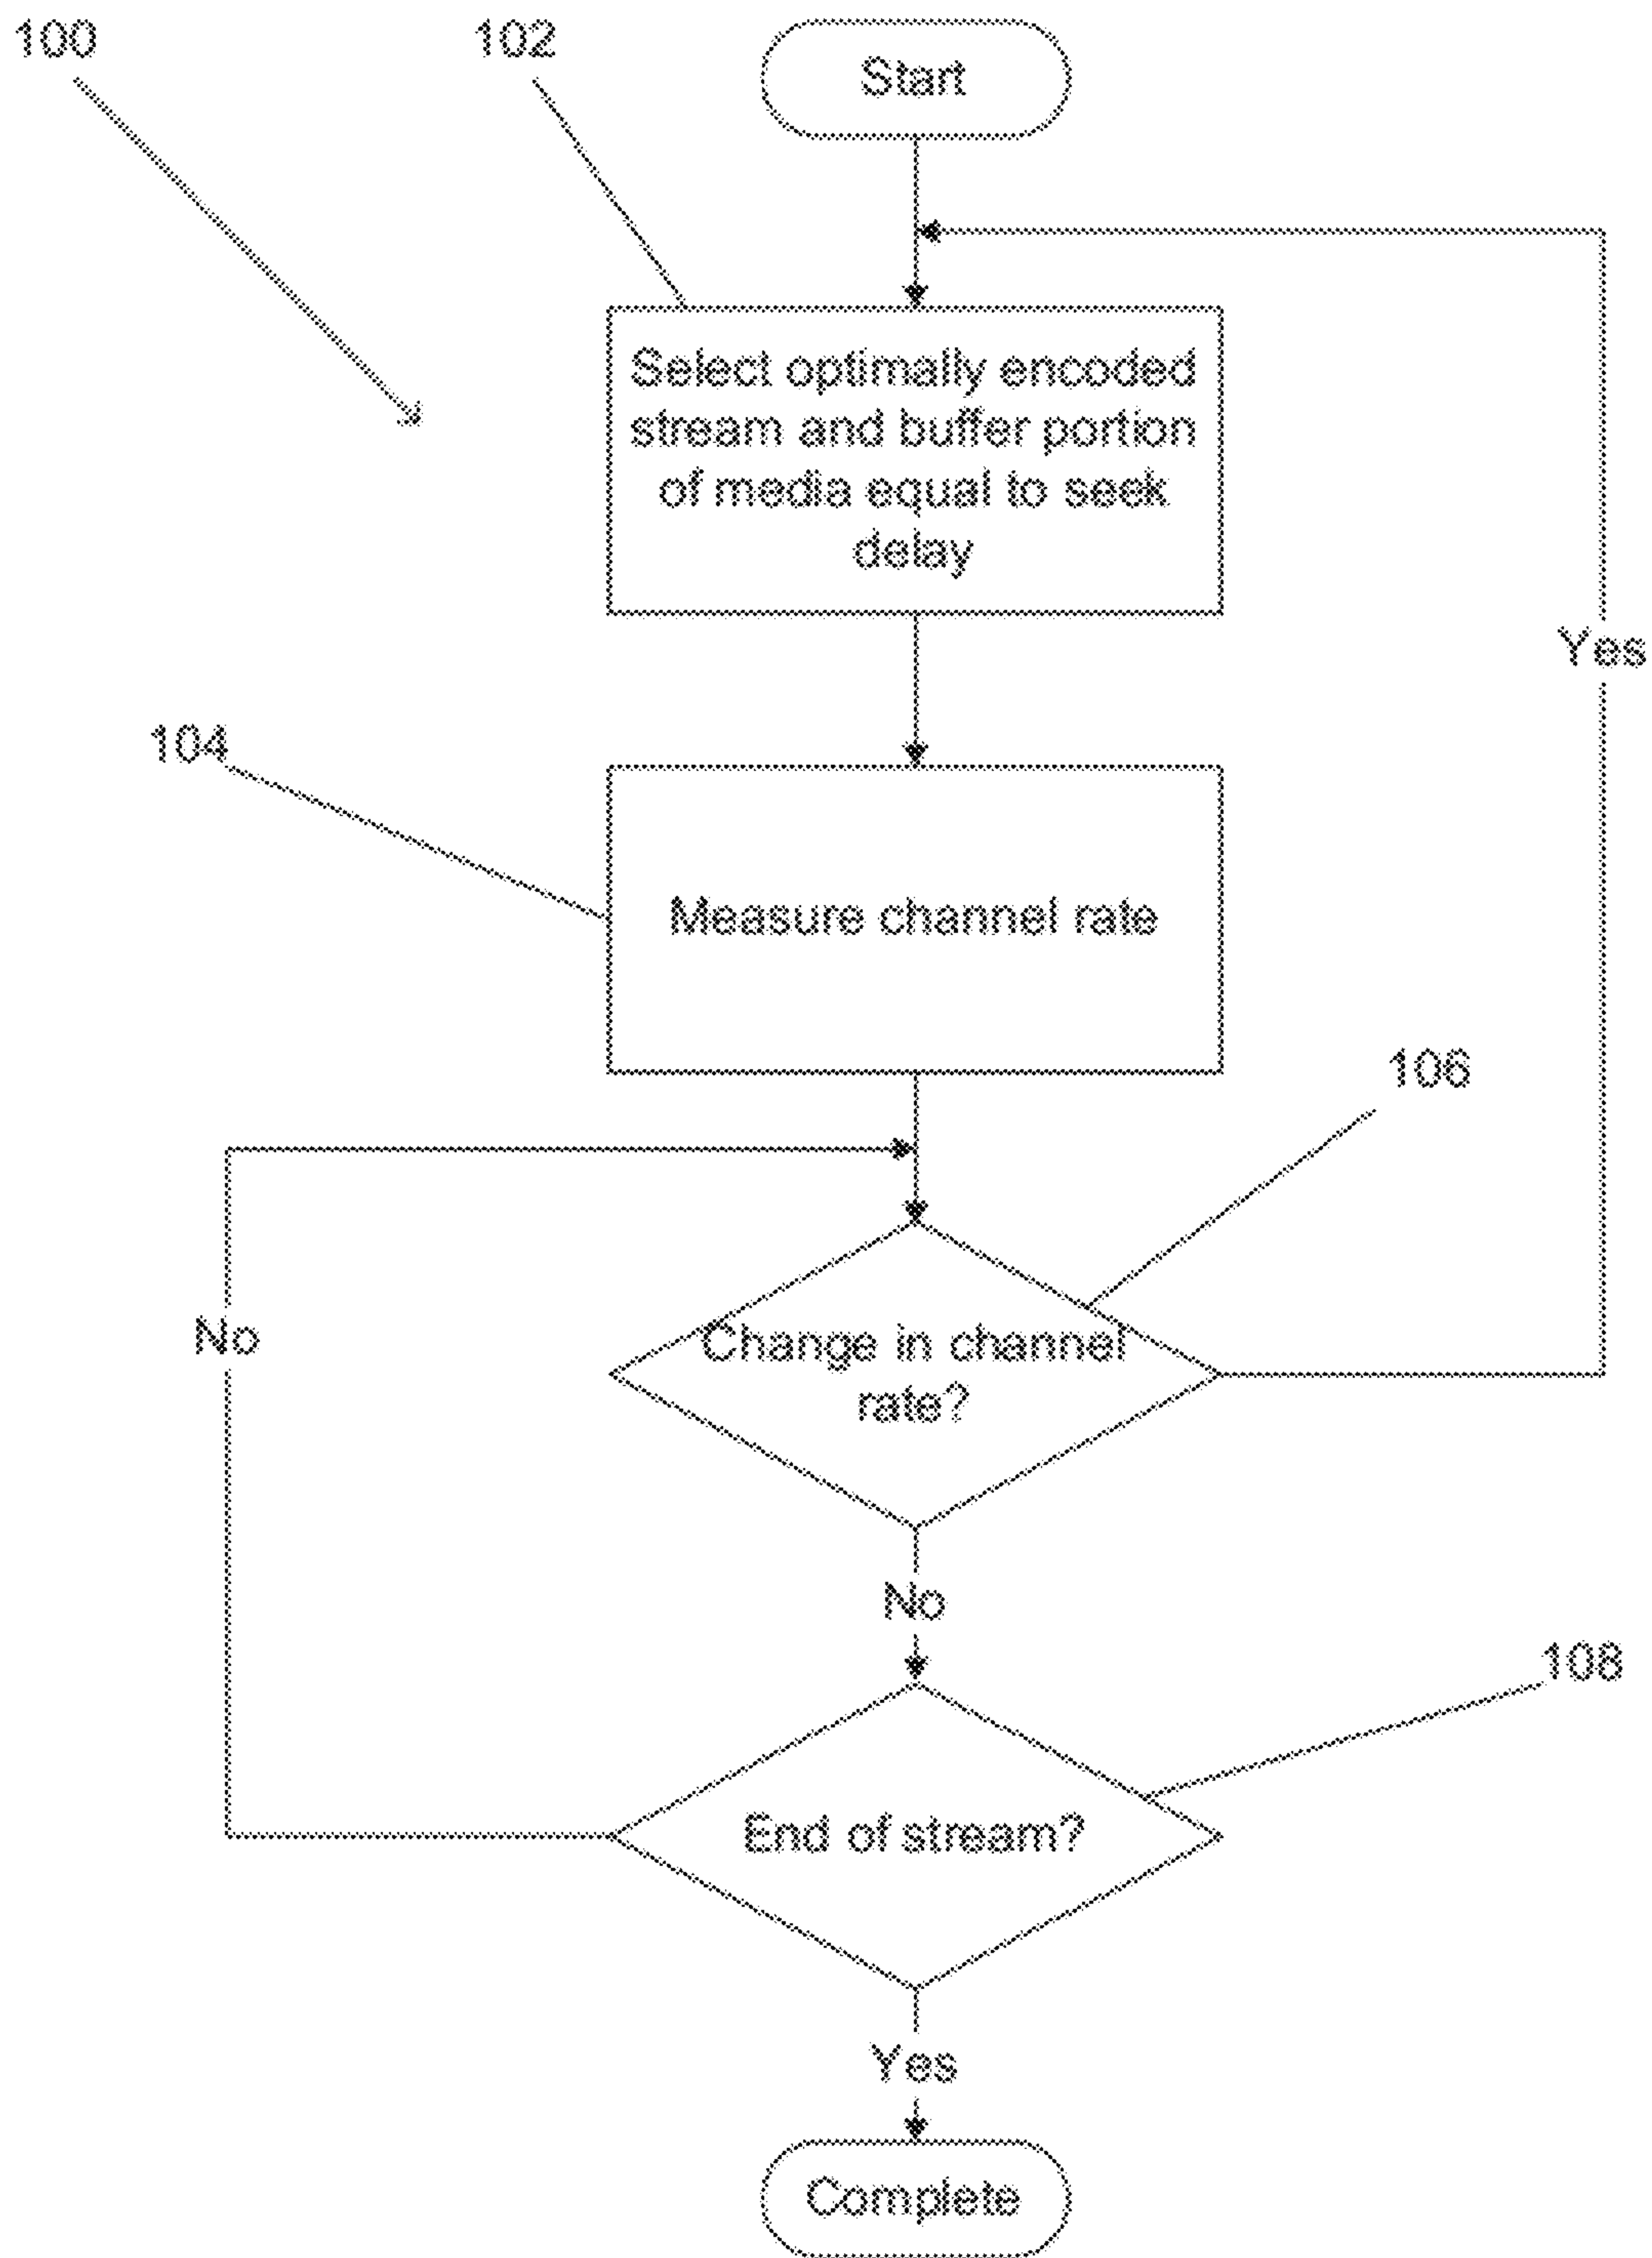 100
102
Start
Select optimally encoded
stream and buffer portion
of media equal to seek
delay
Yes
104
Measure channel rate
106
No
Change in channel
rate?
No
108
End of stream?
Yes
Complete